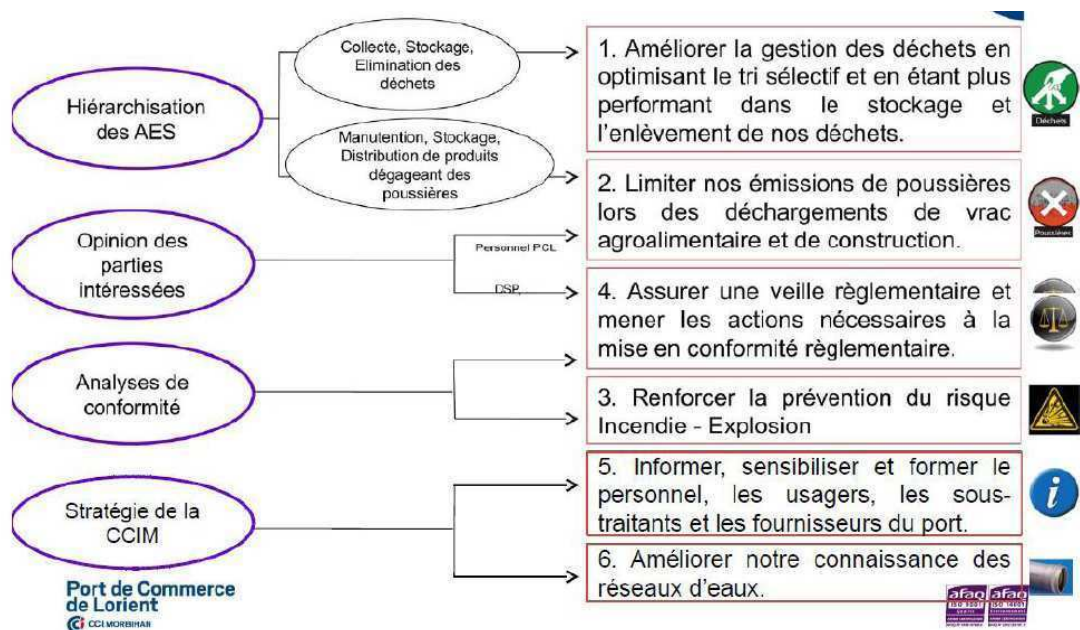 Hiérarchisation
des AES
Collecte, Stockage,
Elimination des
déchets
Manutention, Stockage,
Distribution de produits
dégageant des
poussières
1. Améliorer la gestion des déchets en
optimisant le tri sélectif et en étant plus
performant dans le stockage et
l'enlèvement de nos déchets.
Déchets
2. Limiter nos émissions de poussières
lors des déchargements de vrac
agroalimentaire et de construction.
Poussières
Opinion des
parties
intéressées
Personnel PCL
DSP,
4. Assurer une veille règlementaire et
mener les actions nécessaires à la
mise en conformité règlementaire.
Analyses de
conformité
3. Renforcer la prévention du risque
Incendie - Explosion
Stratégie de la
CCIM
5. Informer, sensibiliser et former le
personnel, les usagers, les sous-
traitants et les fournisseurs du port.
i
6. Améliorer notre connaissance des
réseaux d'eaux.
Port de Commerce
de Lorient
CCI MORBIHAN
afaq afaq
ISO 9001 ISO 14001